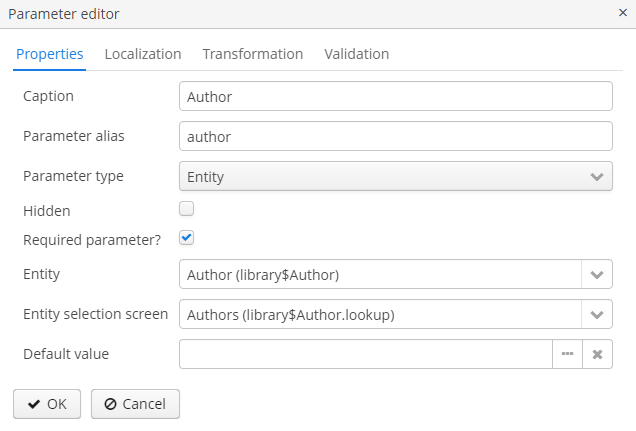 Parameter editor
Properties Localization Transformation Validation
Caption Author
Parameter alias author
Parameter type Entity
Hidden
Required parameter?
Entity Author (library$Author)
Entity selection screen Authors (library$Author.lookup)
Default value
OK Cancel